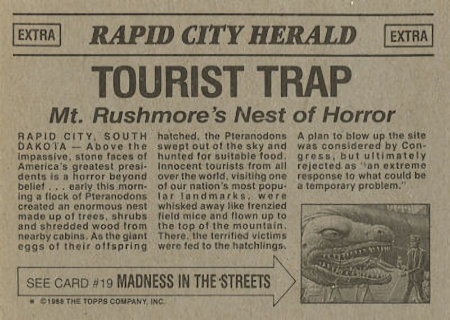 EXTRA RAPID CITY HERALD EXTRA
TOURIST TRAP
Mt. Rushmore's Nest of Horror
RAPID CITY, SOUTH
DAKOTA — Above the
impassive, stone faces of
America's greatest presi-
dents is a horror beyond
belief . . . early this morn-
ing a flock of Pteranodons
created an enormous nest
made up of trees, shrubs
and shredded wood from
nearby cabins. As the giant
eggs of their offspring
hatched, the Pteranodons
swept out of the sky and
hunted for suitable food.
Innocent tourists from all
over the world, visiting one
of our nation's most popu-
lar landmarks, were
whisked away like frenzied
field mice and flown up to
the top of the mountain.
There, the terrified victims
were fed to the hatchlings.
A plan to blow up the site
was considered by Con-
gress, but ultimately
rejected as "an extreme
response to what could be
a temporary problem."
SEE CARD #19 MADNESS IN THE STREETS
* ©1988 THE TOPPS COMPANY, INC.